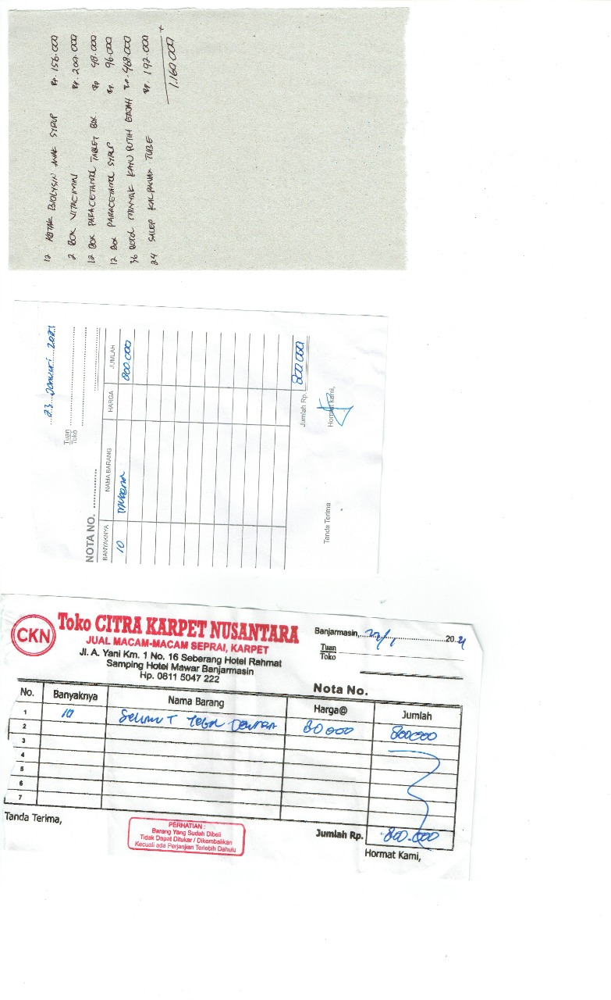 12 KOTAK BIOLYSIN ANAK SYRUP Rp. 156.000
2 BOX VITACIMIN Rp. 200.000
12 BOX PARACETAMOL TABLET BOX Rp 48.000
12 BOX PARACETAMOL SYRUP Rp 96.000
36 BOTOL MINYAK KAYU PUTIH GAJAH Rp. 468.000
24 SALEP KALPANAX TUBE Rp. 192.000 +
1.160.000
23 Januari 2021
Tuan
Toko
NOTA NO.
BANYAKNYA NAMA BARANG HARGA JUMLAH
10 Mukena 800.000
Jumlah Rp. 800.000
Tanda Terima Hormat kami,
CKN
Toko CITRA KARPET NUSANTARA
JUAL MACAM-MACAM SEPRAI, KARPET
Jl. A. Yani Km. 1 No. 16 Seberang Hotel Rahmat
Samping Hotel Mawar Banjarmasin
Hp. 0811 5047 222
Banjarmasin, 22/1 2021
Tuan
Toko
Nota No.
No. Banyaknya Nama Barang Harga@ Jumlah
1 10 Selimut Tebal 80000 800000
2
3
4
5
6
7
Tanda Terima,
PERHATIAN :
Barang Yang Sudah Dibeli
Tidak Dapat Ditukar / Dikembalikan
Kecuali ada Perjanjian Terlebih Dahulu
Jumlah Rp. 800.000
Hormat Kami,